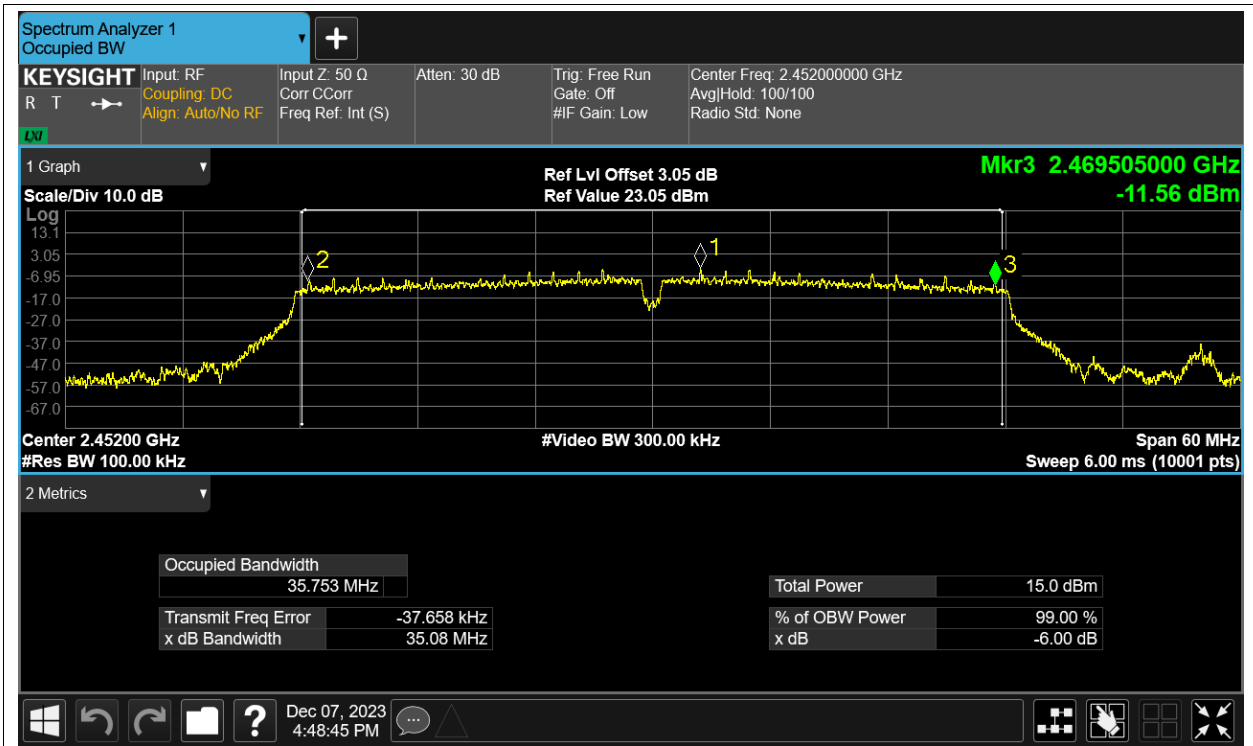 Spectrum Analyzer 1
Occupied BW
KEYSIGHT
R T
LXI
Input: RF
Coupling: DC
Align: Auto/No RF
Input Z: 50 Ω
Corr CCorr
Freq Ref: Int (S)
Atten: 30 dB
Trig: Free Run
Gate: Off
#IF Gain: Low
Center Freq: 2.452000000 GHz
Avg|Hold: 100/100
Radio Std: None
1 Graph
Scale/Div 10.0 dB
Ref Lvl Offset 3.05 dB
Ref Value 23.05 dBm
Mkr3 2.469505000 GHz
-11.56 dBm
Log
13.1
3.05
-6.95
-17.0
-27.0
-37.0
-47.0
-57.0
-67.0
2
1
3
Center 2.45200 GHz
#Video BW 300.00 kHz
Span 60 MHz
#Res BW 100.00 kHz
Sweep 6.00 ms (10001 pts)
2 Metrics
Occupied Bandwidth
35.753 MHz
Total Power 15.0 dBm
Transmit Freq Error -37.658 kHz
% of OBW Power 99.00 %
x dB Bandwidth 35.08 MHz
x dB -6.00 dB
?
Dec 07, 2023
4:48:45 PM